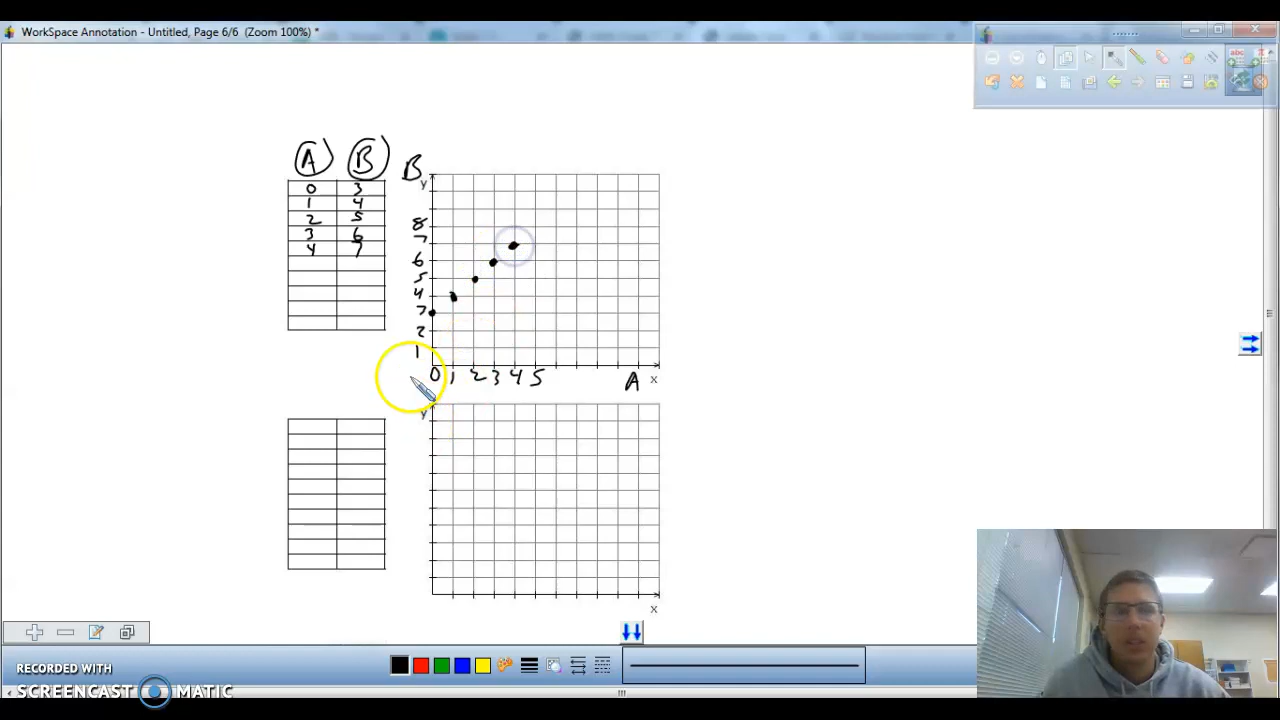 WorkSpace Annotation - Untitled, Page 6/6 (Zoom 100%) *
A B
0 3
1 4
2 5
3 6
4 7
B
y
8
7
6
5
4
3
2
1
0 1 2 3 4 5 A x
y
x
RECORDED WITH
SCREENCAST MATIC